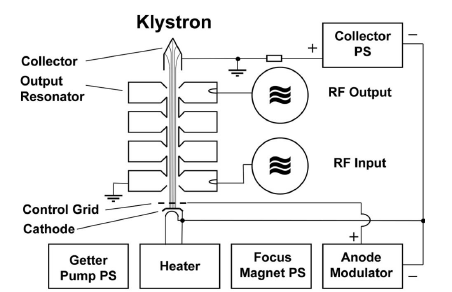 Klystron
Collector
Output
Resonator
+
Collector
PS
−
RF Output
RF Input
Control Grid
Cathode
+
−
Getter
Pump PS
Heater
Focus
Magnet PS
Anode
Modulator